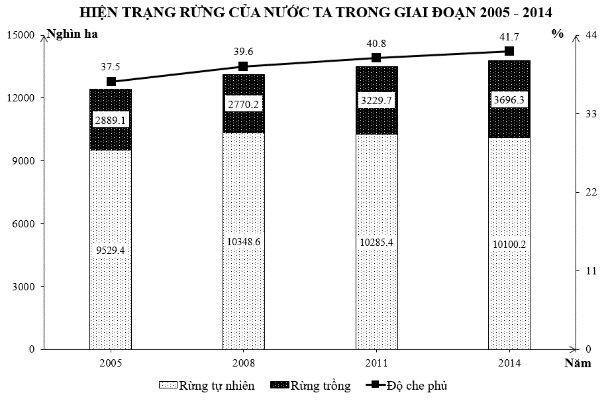 HIỆN TRẠNG RỪNG CỦA NƯỚC TA TRONG GIAI ĐOẠN 2005 - 2014
15000 Nghìn ha % 44
37.5 39.6 40.8 41.7
12000 33
2889.1 2770.2 3229.7 3696.3
9000
22
6000
9529.4 10348.6 10285.4 10100.2
3000 11
0 0
2005 2008 2011 2014 Năm
Rừng tự nhiên Rừng trồng Độ che phủ